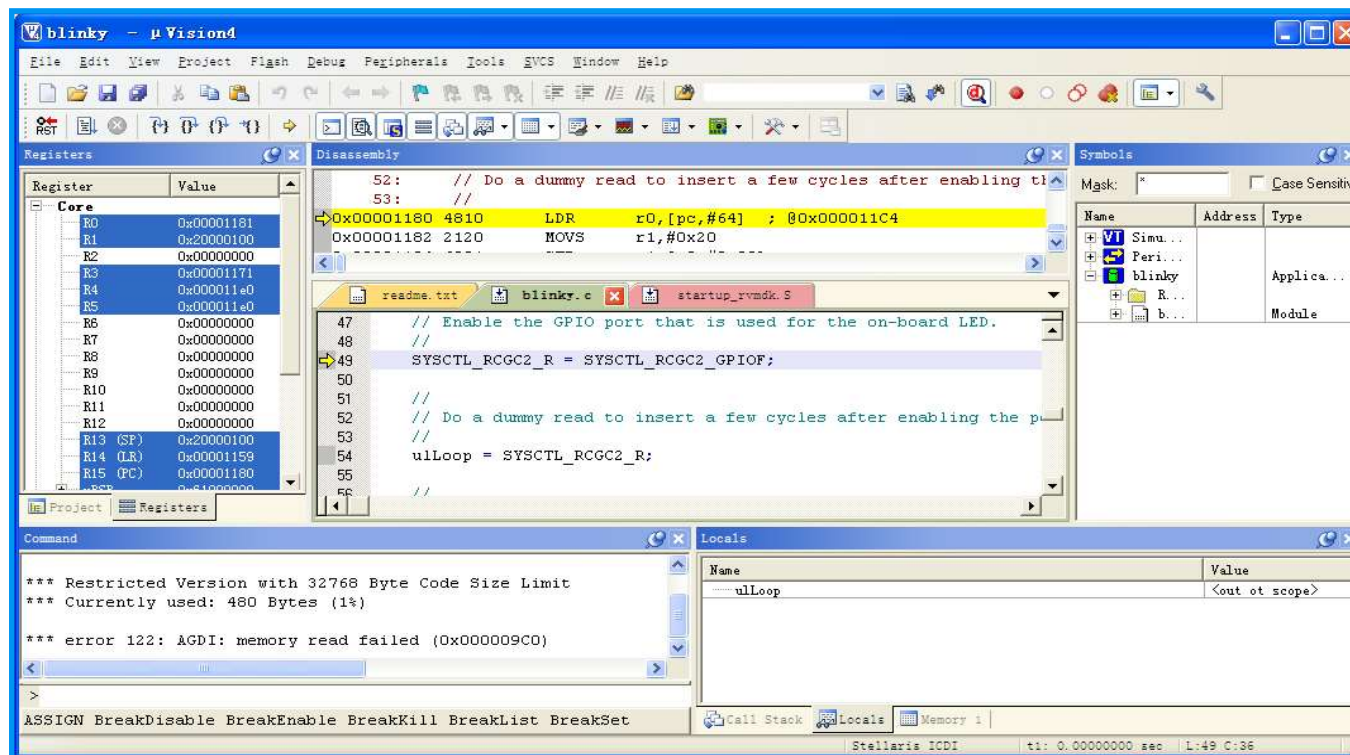 blinky - µVision4
File Edit View Project Flash Debug Peripherals Tools SVCS Window Help
RST
Registers
Register Value
Core
R0 0x00001181
R1 0x20000100
R2 0x00000000
R3 0x00001171
R4 0x000011e0
R5 0x000011e0
R6 0x00000000
R7 0x00000000
R8 0x00000000
R9 0x00000000
R10 0x00000000
R11 0x00000000
R12 0x00000000
R13 (SP) 0x20000100
R14 (LR) 0x00001159
R15 (PC) 0x00001180
Project Registers
Disassembly
52: // Do a dummy read to insert a few cycles after enabling t
53: //
0x00001180 4810 LDR r0,[pc,#64] ; @0x000011C4
0x00001182 2120 MOVS r1,#0x20
readme.txt blinky.c startup_rvmdk.S
47 // Enable the GPIO port that is used for the on-board LED.
48 //
49 SYSCTL_RCGC2_R = SYSCTL_RCGC2_GPIOF;
50
51 //
52 // Do a dummy read to insert a few cycles after enabling the p
53 //
54 ulLoop = SYSCTL_RCGC2_R;
55
56 //
Symbols
Mask: * Case Sensitiv
Name Address Type
VT Simu...
Peri...
blinky Applica...
R...
b... Module
Command
*** Restricted Version with 32768 Byte Code Size Limit
*** Currently used: 480 Bytes (1%)
*** error 122: AGDI: memory read failed (0x000009C0)
>
ASSIGN BreakDisable BreakEnable BreakKill BreakList BreakSet
Locals
Name Value
ulLoop <out of scope>
Call Stack Locals Memory 1
Stellaris ICDI t1: 0.00000000 sec L:49 C:36